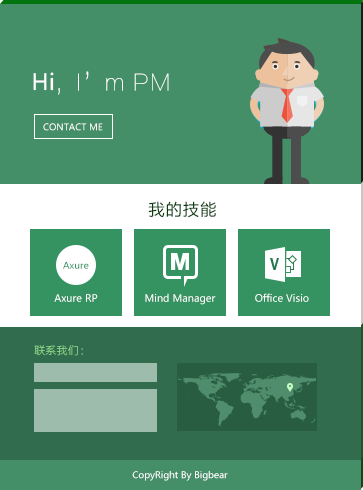 Hi, I’m PM
CONTACT ME
我的技能
Axure
M
V
Axure RP
Mind Manager
Office Visio
联系我们：
CopyRight By Bigbear